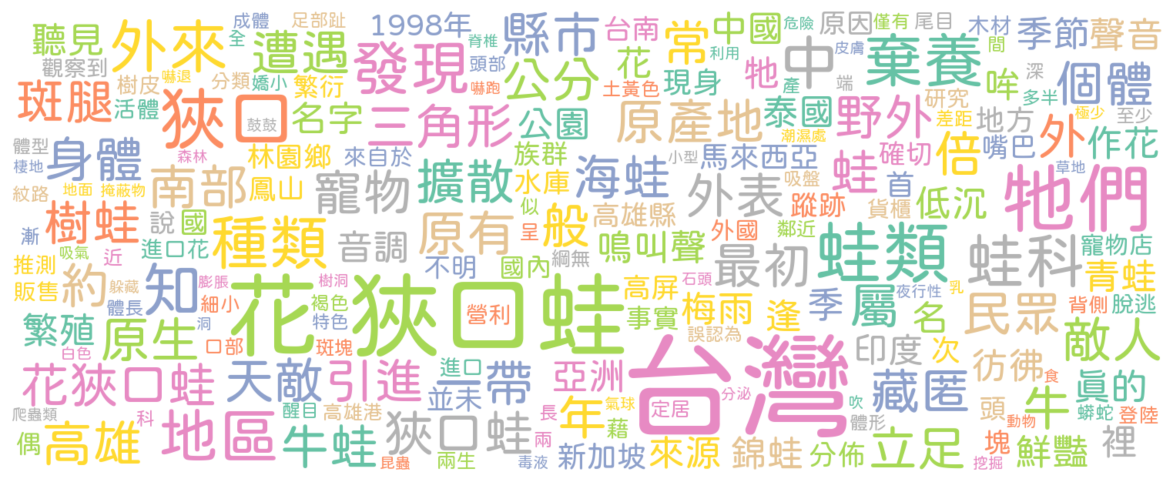 聽見 外來 遭遇 成體 全 足部趾 1998年 脊椎 頭部 縣市 台南 花 常 中國 利用 危險 皮膚 原因 僅有 尾目 木材 間 季節 聲音
觀察到 樹皮 嚇退 分類 嬌小 繁衍 發現 嚇跑 公分 土黃色 現身 牠 中 產 端 棄養 哞 深 多半 個體
斑腿 活體 狹口 鼓鼓 名字 三角形 公園 原產地 泰國 潮濕處 野外 研究 差距 地方 極少 至少
體型 棲地 身體 森林 林園鄉 來自於 族群 小型 馬來西亞 確切 倍 嘴巴 外 作花
紋路 地面 掩蔽物 南部 鳳山 寵物 擴散 水庫 海蛙 外表 吸盤 蛙 首 草地 牠們
漸 樹蛙 說 國 種類 音調 原有 似 般 高雄縣 外國 蹤跡 貨櫃 低沉
推測 吸氣 近 進口花 不明 呈 國內 綱無 鳴叫聲 最初 鄰近 蛙類 蛙科 寵物店
販售 約 躲藏 知 膨脹 樹洞 花狹口蛙 高屏 石頭 梅雨 逢 季 夜行性 屬 乳 青蛙
繁殖 體長 細小 褐色 特色 營利 事實 誤認為 名 民眾 背側 脫逃
白色 原生 洞 口部 斑塊 進口 台灣 印度 次 彷彿 敵人
花狹口蛙 天敵 引進 並未 一帶 亞洲 分泌 藏匿 食 真的
爬蟲類 科 地區 醒目 高雄港 長 年 氣球 定居 吹 頭 牛 動物 蟒蛇 登陸
偶 高雄 牛蛙 狹口蛙 兩 藉 體形 立足 塊 鮮豔 裡
昆蟲 兩生 毒液 新加坡 來源 錦蛙 分佈 挖掘